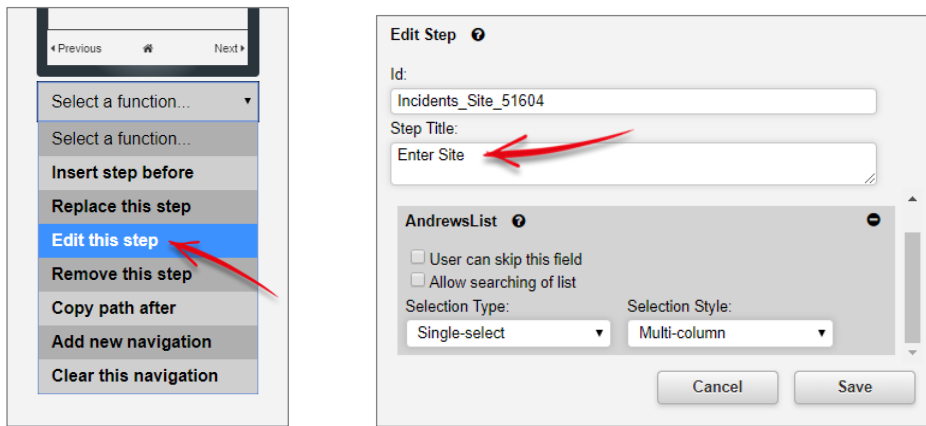 Previous Next
Select a function...
Select a function...
Insert step before
Replace this step
Edit this step
Remove this step
Copy path after
Add new navigation
Clear this navigation
Edit Step
Id:
Incidents_Site_51604
Step Title:
Enter Site
AndrewsList
User can skip this field
Allow searching of list
Selection Type: Selection Style:
Single-select Multi-column
Cancel Save